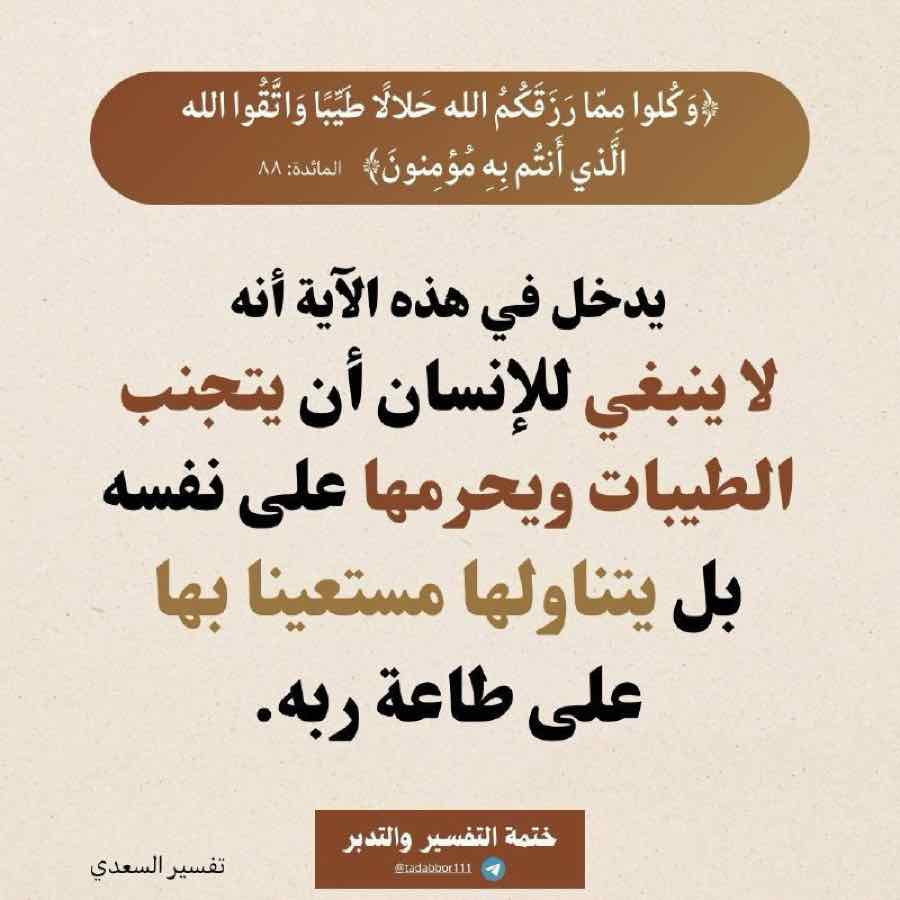 ﴿وَكُلوا مِمّا رَزَقَكُمُ الله حَلالًا طَيِّبًا وَاتَّقُوا الله
الَّذي أَنتُم بِهِ مُؤمِنونَ﴾ المائدة: ٨٨
يدخل في هذه الآية أنه
لا ينبغي للإنسان أن يتجنب
الطيبات ويحرمها على نفسه
بل يتناولها مستعينا بها
على طاعة ربه.
ختمة التفسير والتدبر
@tadabbor111
تفسير السعدي